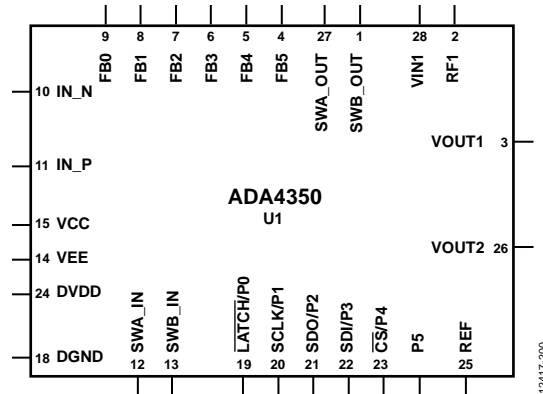 9 8 7 6 5 4 27 1 28 2
FB0 FB1 FB2 FB3 FB4 FB5 SWA_OUT SWB_OUT VIN1 RF1
10 IN_N
VOUT1 3
11 IN_P
ADA4350
U1
15 VCC
VOUT2 26
14 VEE
24 DVDD
SWA_IN SWB_IN LATCH/P0 SCLK/P1 SDO/P2 SDI/P3 CS/P4 P5 REF
18 DGND
12 13 19 20 21 22 23 25
12417-200